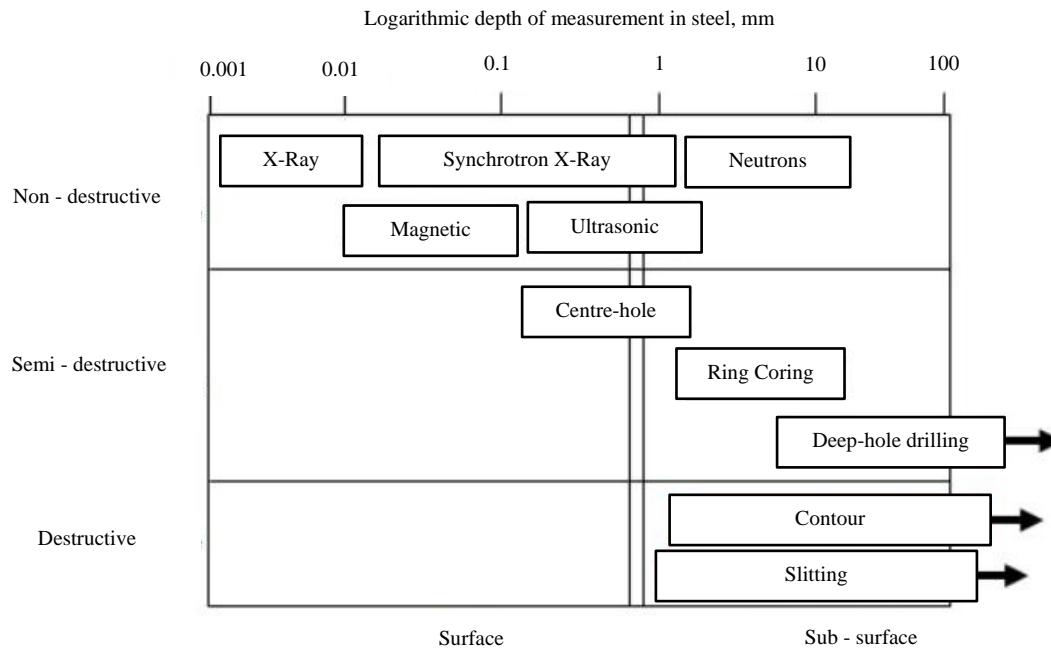 Logarithmic depth of measurement in steel, mm
0.001 0.01 0.1 1 10 100
X-Ray Synchrotron X-Ray Neutrons
Non - destructive
Magnetic Ultrasonic
Centre-hole
Semi - destructive
Ring Coring
Deep-hole drilling
Contour
Destructive
Slitting
Surface Sub - surface